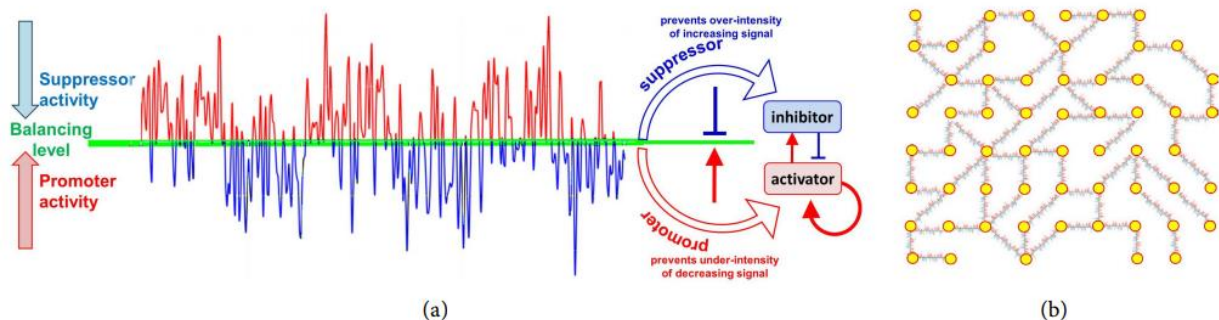 Suppressor
activity
Balancing
level
Promoter
activity
prevents over-intensity
of increasing signal
suppressor
inhibitor
activator
promoter
prevents under-intensity
of decreasing signal
(a)
(b)